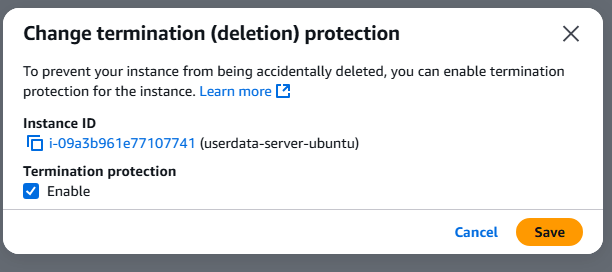 Change termination (deletion) protection
To prevent your instance from being accidentally deleted, you can enable termination
protection for the instance. Learn more
Instance ID
i-09a3b961e77107741 (userdata-server-ubuntu)
Termination protection
Enable
Cancel Save